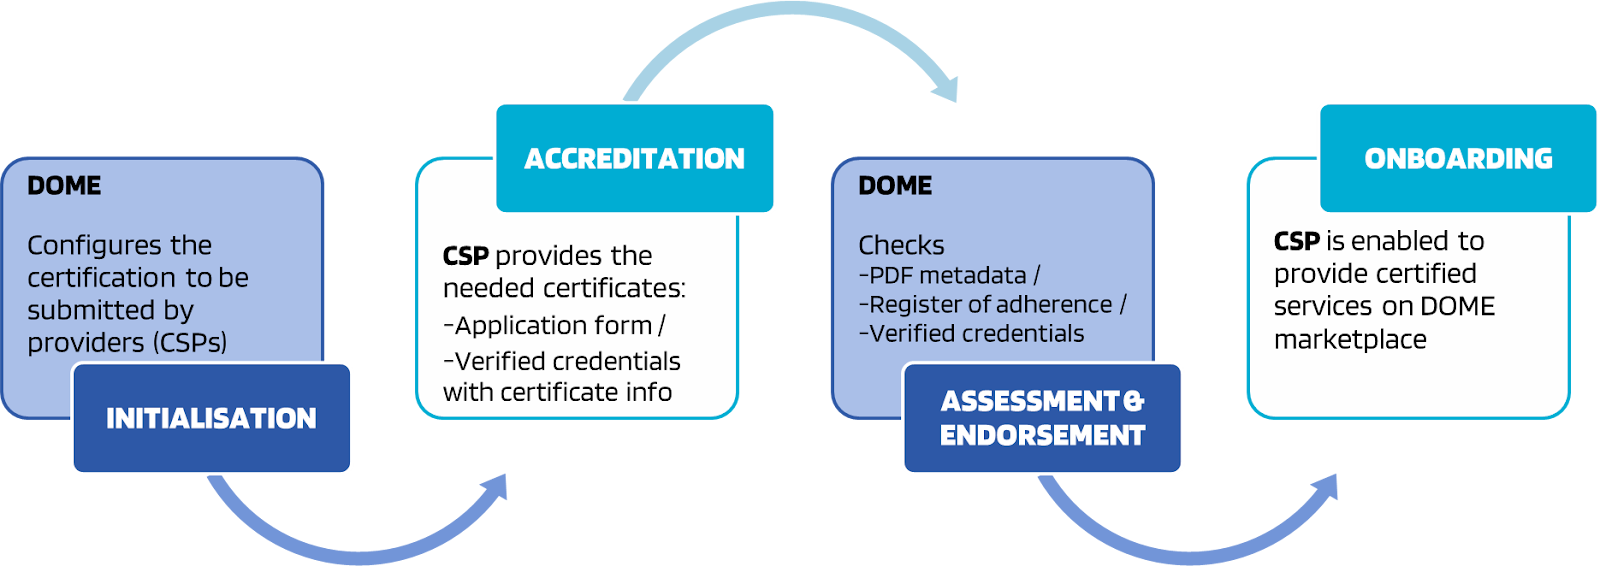 DOME
Configures the
certification to be
submitted by
providers (CSPs)
INITIALISATION
ACCREDITATION
CSP provides the
needed certificates:
-Application form /
-Verified credentials
with certificate info
DOME
Checks
-PDF metadata /
-Register of adherence /
-Verified credentials
ASSESSMENT &
ENDORSEMENT
ONBOARDING
CSP is enabled to
provide certified
services on DOME
marketplace